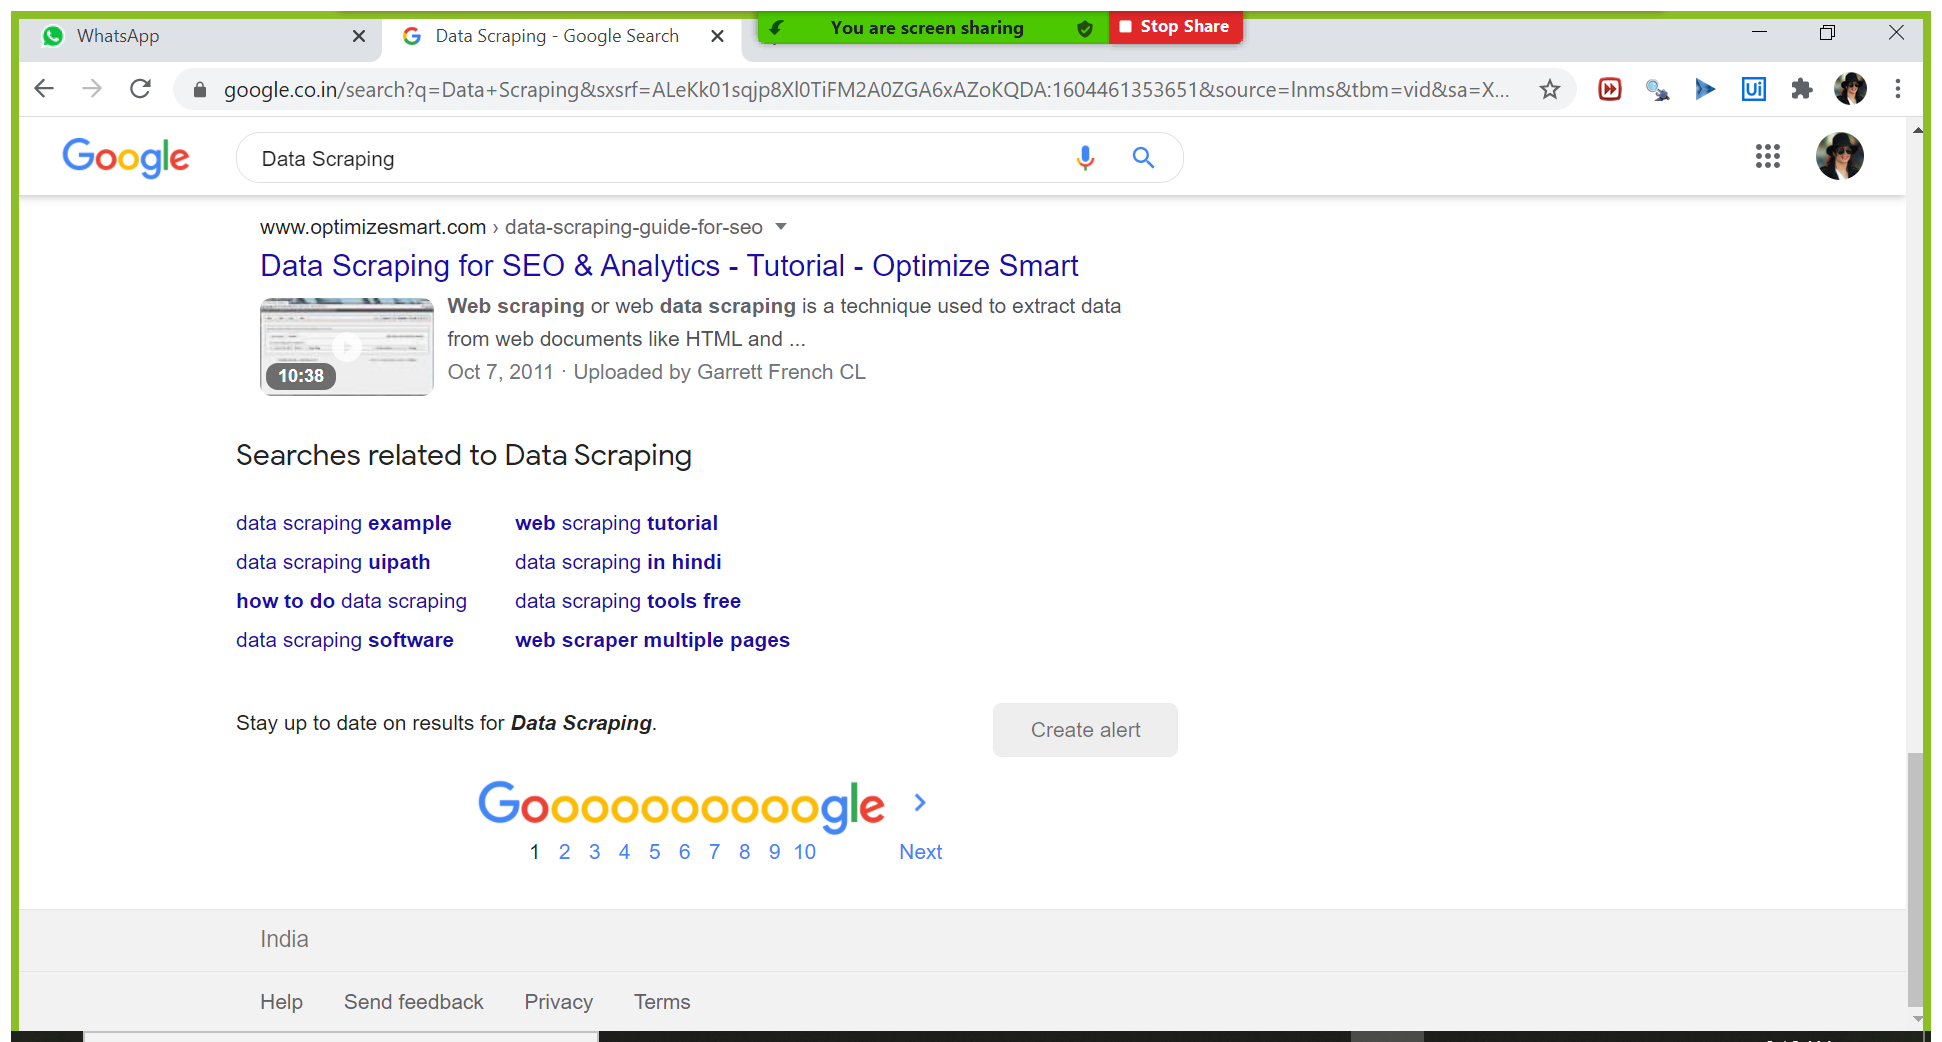 WhatsApp
Data Scraping - Google Search
You are screen sharing
Stop Share
google.co.in/search?q=Data+Scraping&sxsrf=ALeKk01sqjp8Xl0TiFM2A0ZGA6xAZoKQDA:1604461353651&source=lnms&tbm=vid&sa=X...
Ui
Google
Data Scraping
www.optimizesmart.com › data-scraping-guide-for-seo
Data Scraping for SEO & Analytics - Tutorial - Optimize Smart
Web scraping or web data scraping is a technique used to extract data
from web documents like HTML and ...
10:38
Oct 7, 2011 · Uploaded by Garrett French CL
Searches related to Data Scraping
data scraping example
web scraping tutorial
data scraping uipath
data scraping in hindi
how to do data scraping
data scraping tools free
data scraping software
web scraper multiple pages
Stay up to date on results for Data Scraping.
Create alert
Goooooooooogle
1 2 3 4 5 6 7 8 9 10 Next
India
Help Send feedback Privacy Terms